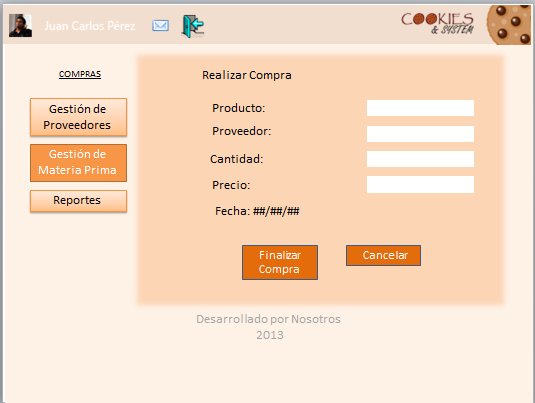 Juan Carlos Pérez
COOKIES
& SYSTEM
COMPRAS
Gestión de
Proveedores
Gestión de
Materia Prima
Reportes
Realizar Compra
Producto:
Proveedor:
Cantidad:
Precio:
Fecha: ##/##/##
Finalizar
Compra
Cancelar
Desarrollado por Nosotros
2013